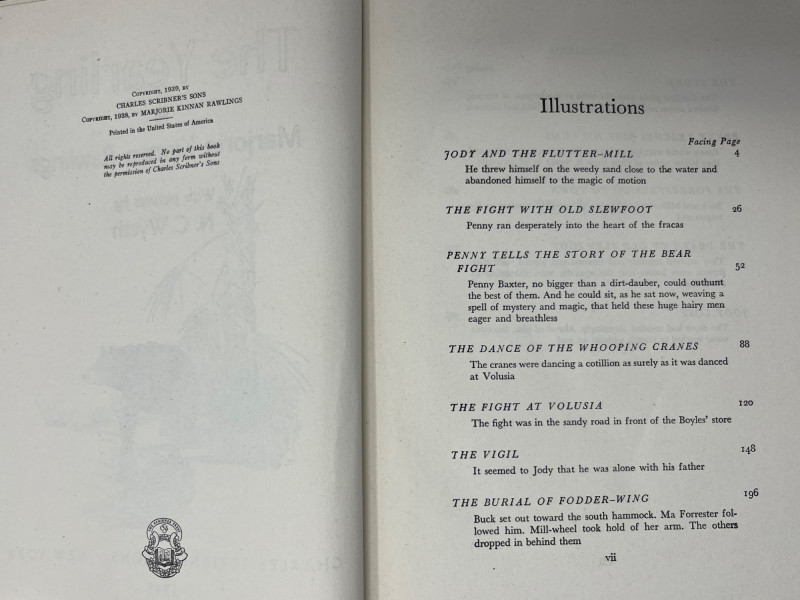 COPYRIGHT, 1939, BY
CHARLES SCRIBNER'S SONS
COPYRIGHT, 1938, BY MARJORIE KINNAN RAWLINGS
Printed in the United States of America
All rights reserved. No part of this book
may be reproduced in any form without
the permission of Charles Scribner's Sons
Illustrations
Facing Page
JODY AND THE FLUTTER-MILL 4
He threw himself on the weedy sand close to the water and
abandoned himself to the magic of motion
THE FIGHT WITH OLD SLEWFOOT 26
Penny ran desperately into the heart of the fracas
PENNY TELLS THE STORY OF THE BEAR
FIGHT 52
Penny Baxter, no bigger than a dirt-dauber, could outhunt
the best of them. And he could sit, as he sat now, weaving a
spell of mystery and magic, that held these huge hairy men
eager and breathless
THE DANCE OF THE WHOOPING CRANES 88
The cranes were dancing a cotillion as surely as it was danced
at Volusia
THE FIGHT AT VOLUSIA 120
The fight was in the sandy road in front of the Boyles' store
THE VIGIL 148
It seemed to Jody that he was alone with his father
THE BURIAL OF FODDER-WING 196
Buck set out toward the south hammock. Ma Forrester fol-
lowed him. Mill-wheel took hold of her arm. The others
dropped in behind them
vii